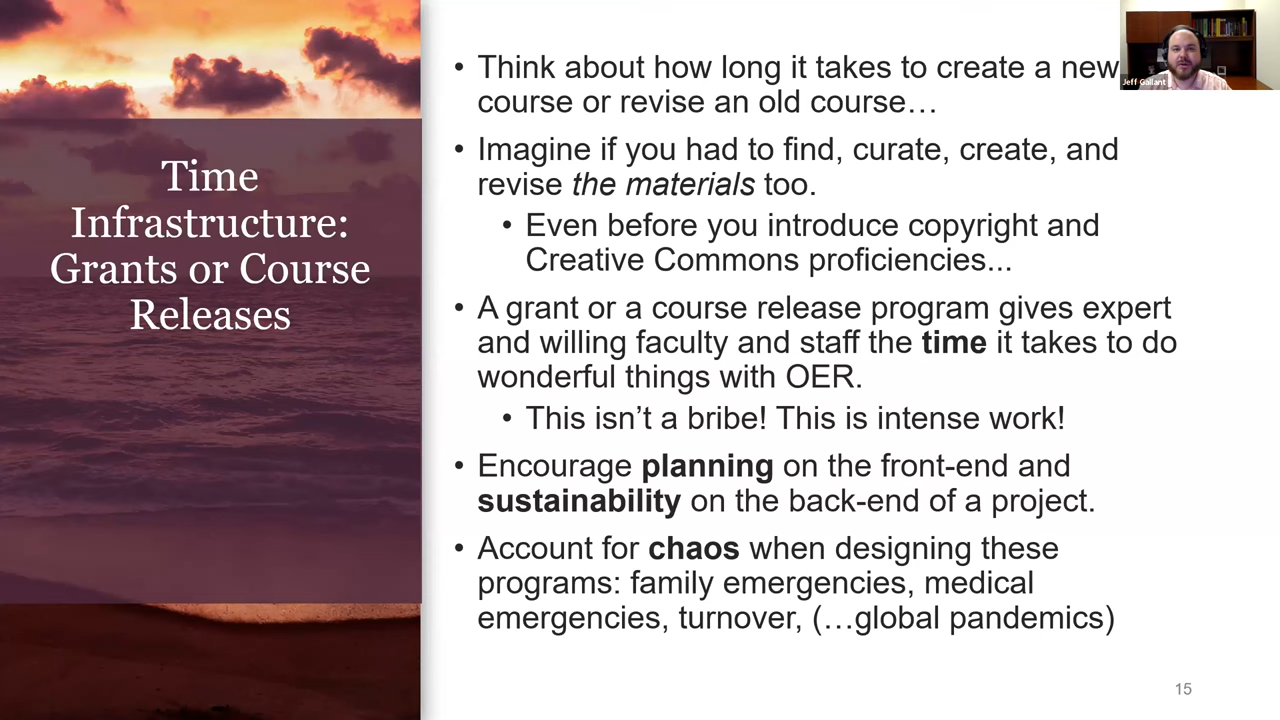 Time
Infrastructure:
Grants or Course
Releases
• Think about how long it takes to create a new
course or revise an old course…
• Imagine if you had to find, curate, create, and
revise the materials too.
• Even before you introduce copyright and
Creative Commons proficiencies...
• A grant or a course release program gives expert
and willing faculty and staff the time it takes to do
wonderful things with OER.
• This isn’t a bribe! This is intense work!
• Encourage planning on the front-end and
sustainability on the back-end of a project.
• Account for chaos when designing these
programs: family emergencies, medical
emergencies, turnover, (…global pandemics)
Jeff Gallant
15